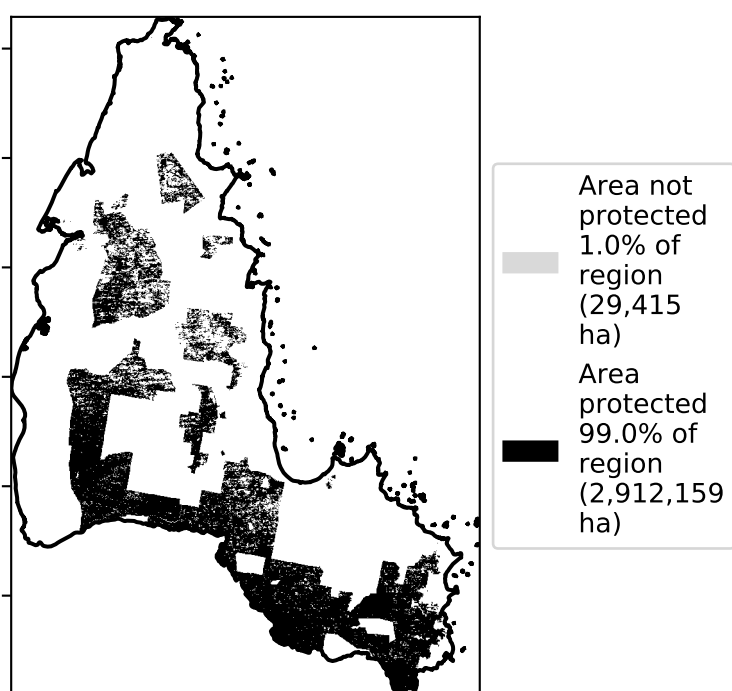 Area not
protected
1.0% of
region
(29,415
ha)
Area
protected
99.0% of
region
(2,912,159
ha)